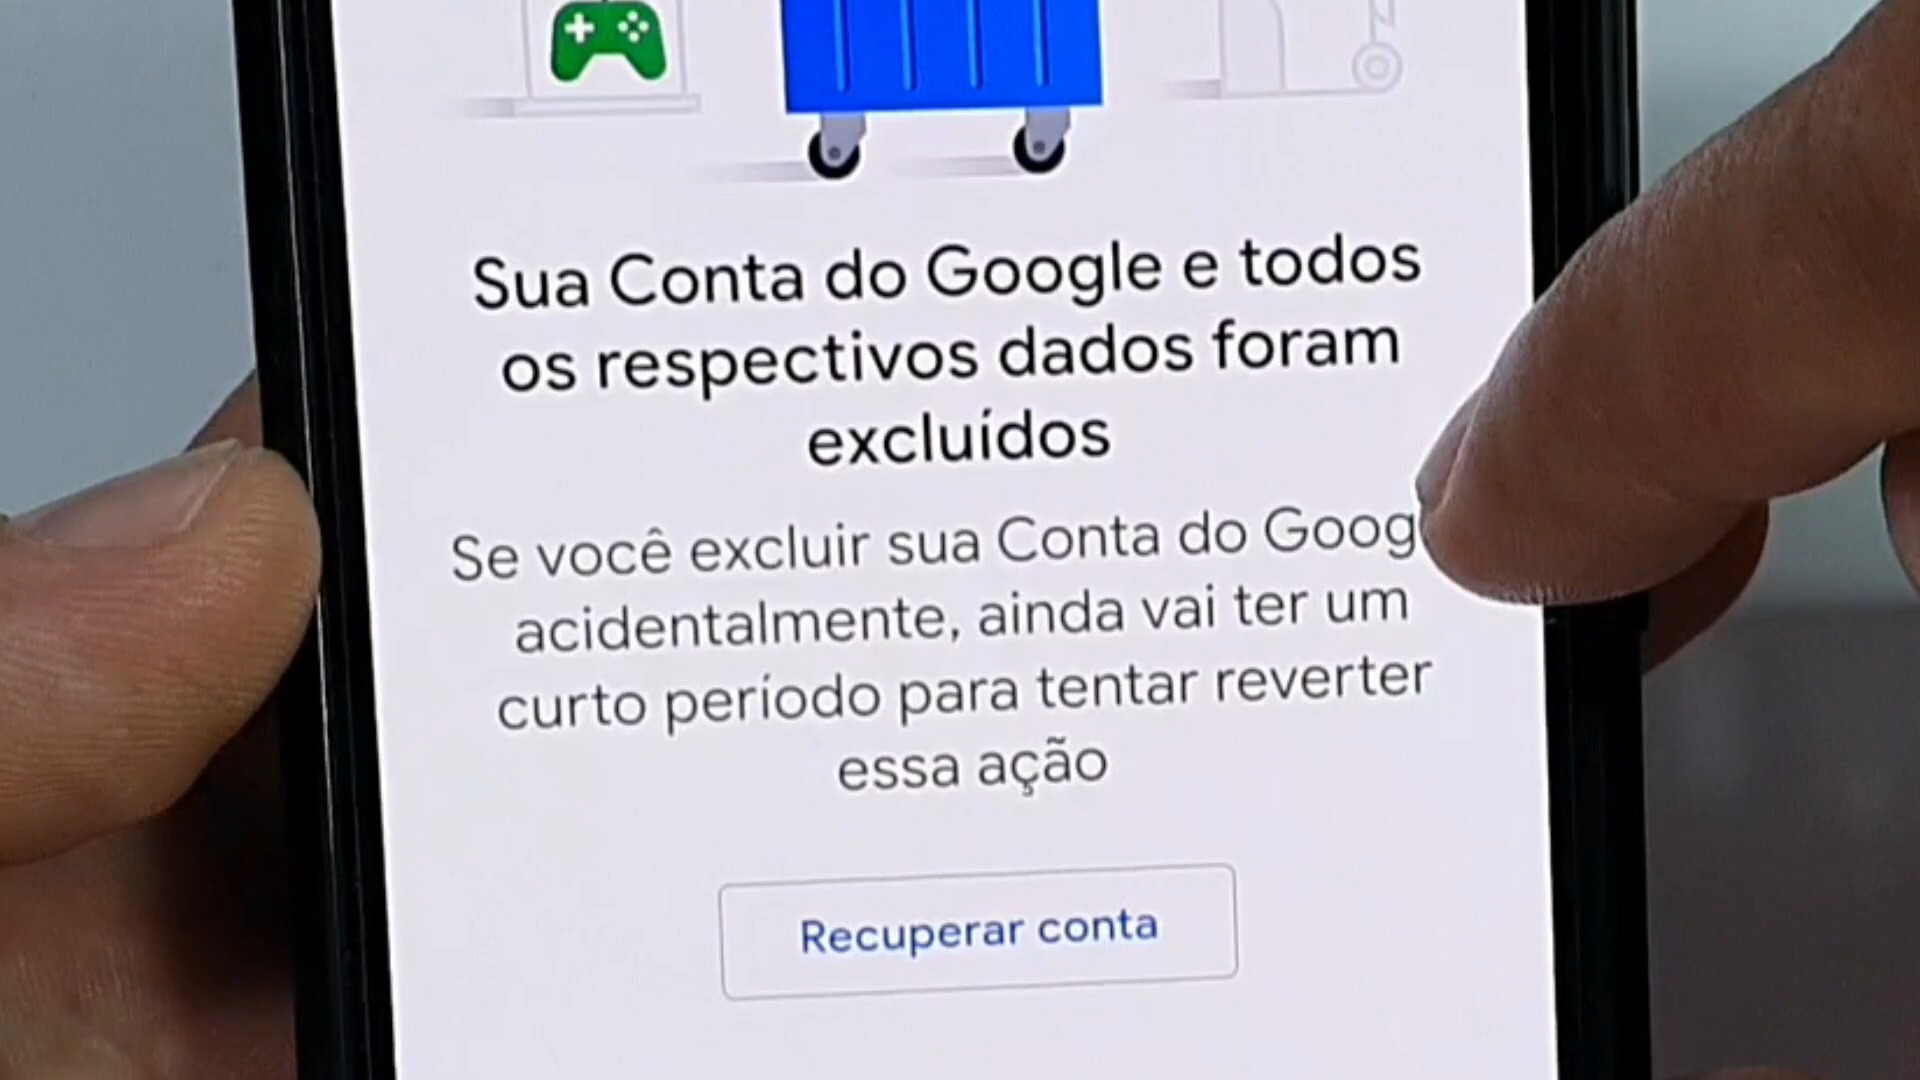 Sua Conta do Google e todos
os respectivos dados foram
excluídos
Se você excluir sua Conta do Goog
acidentalmente, ainda vai ter um
curto período para tentar reverter
essa ação
Recuperar conta